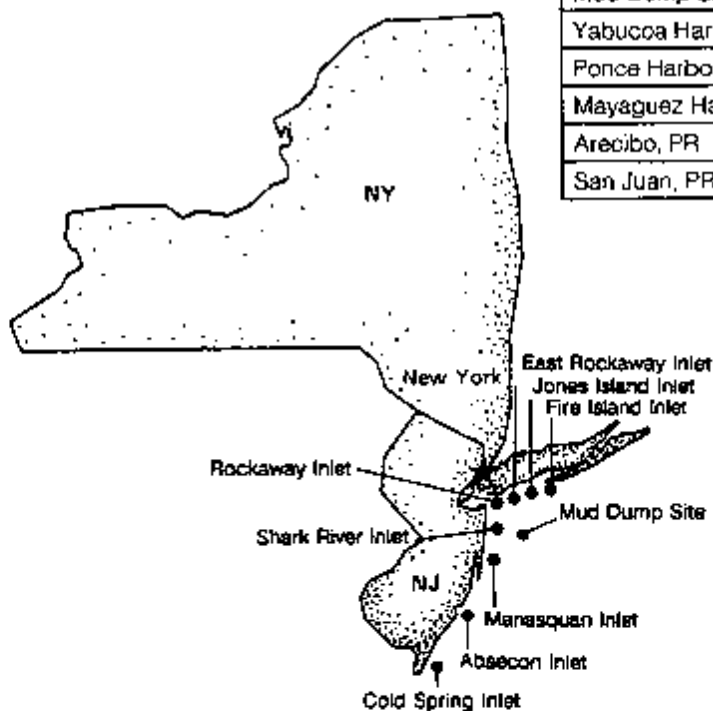 Yabucoa Har
Ponce Harbo
Mayaguez Ha
Arecibo, PR
San Juan, PR
NY
New York
East Rockaway Inlet
Jones Island Inlet
Fire Island Inlet
Rockaway Inlet
Mud Dump Site
Shark River Inlet
NJ
Manasquan Inlet
Absecon Inlet
Cold Spring Inlet